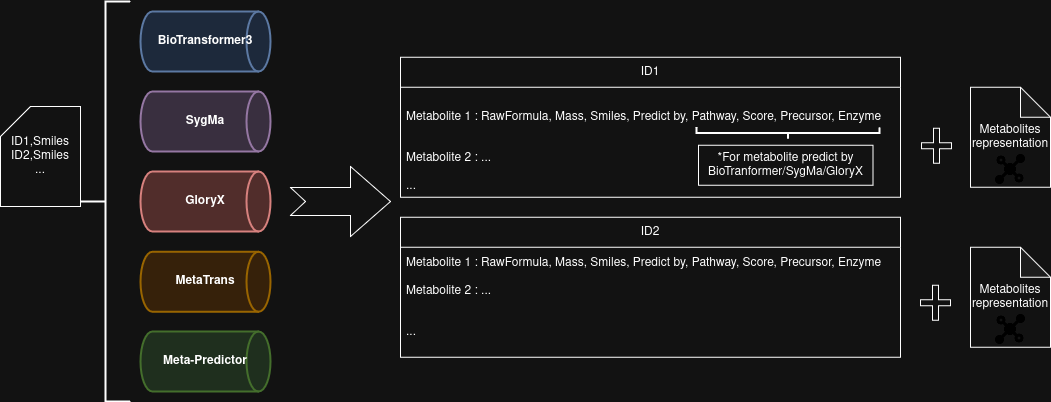 ID1,Smiles
ID2,Smiles
...
BioTransformer3
SygMa
GloryX
MetaTrans
Meta-Predictor
ID1
Metabolite 1 : RawFormula, Mass, Smiles, Predict by, Pathway, Score, Precursor, Enzyme
*For metabolite predict by
BioTranformer/SygMa/GloryX
Metabolite 2 : ...
...
Metabolites
representation
ID2
Metabolite 1 : RawFormula, Mass, Smiles, Predict by, Pathway, Score, Precursor, Enzyme
Metabolite 2 : ...
...
Metabolites
representation